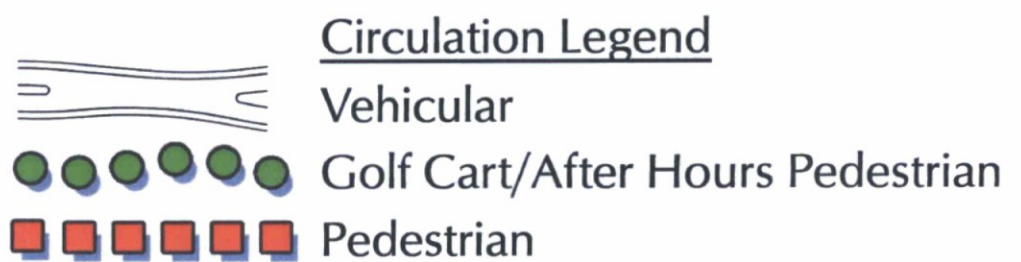 Circulation Legend
Vehicular
Golf Cart/After Hours Pedestrian
Pedestrian